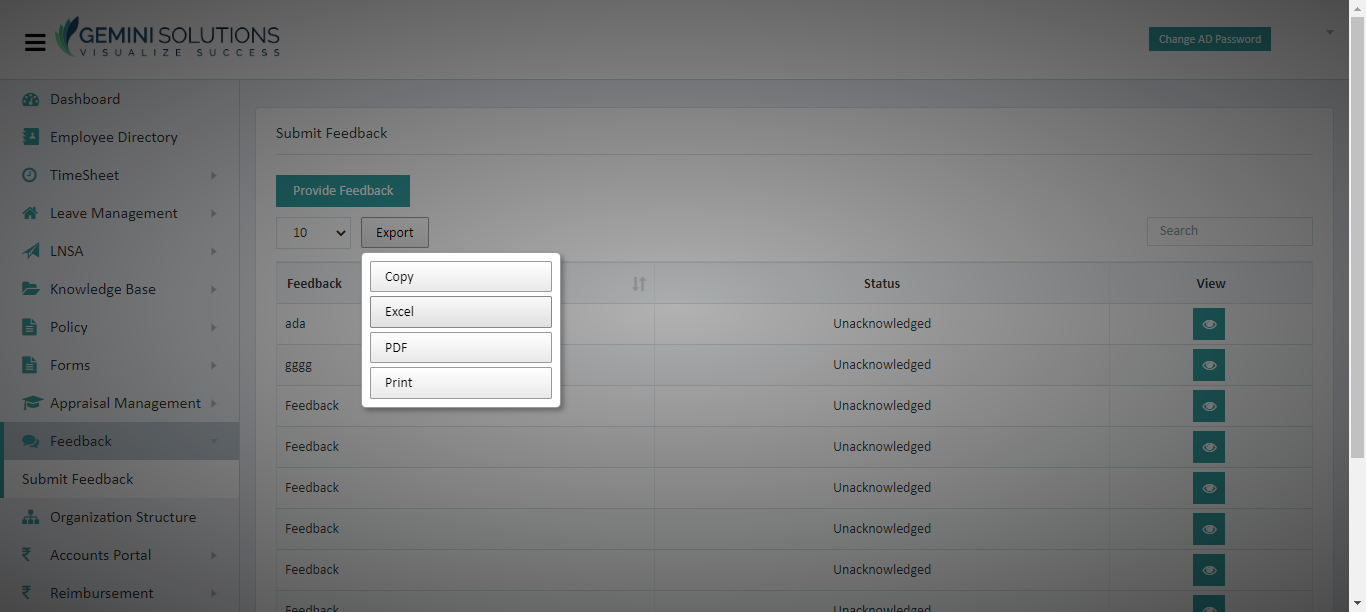 GEMINI SOLUTIONS
VISUALIZE SUCCESS
Change AD Password
Dashboard
Employee Directory
TimeSheet
Leave Management
LNSA
Knowledge Base
Policy
Forms
Appraisal Management
Feedback
Submit Feedback
Organization Structure
₹ Accounts Portal
₹ Reimbursement
Submit Feedback
Provide Feedback
10 Export Search
Copy
Excel
PDF
Print
Feedback Status View
ada Unacknowledged
gggg Unacknowledged
Feedback Unacknowledged
Feedback Unacknowledged
Feedback Unacknowledged
Feedback Unacknowledged
Feedback Unacknowledged
Feedback Unacknowledged